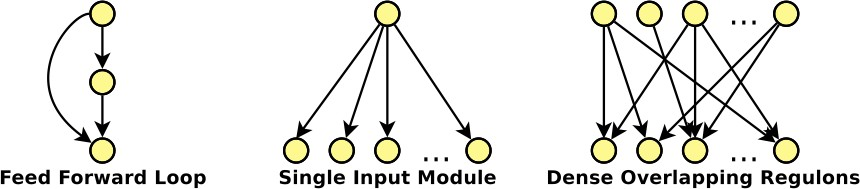 Feed Forward Loop
Single Input Module
Dense Overlapping Regulons